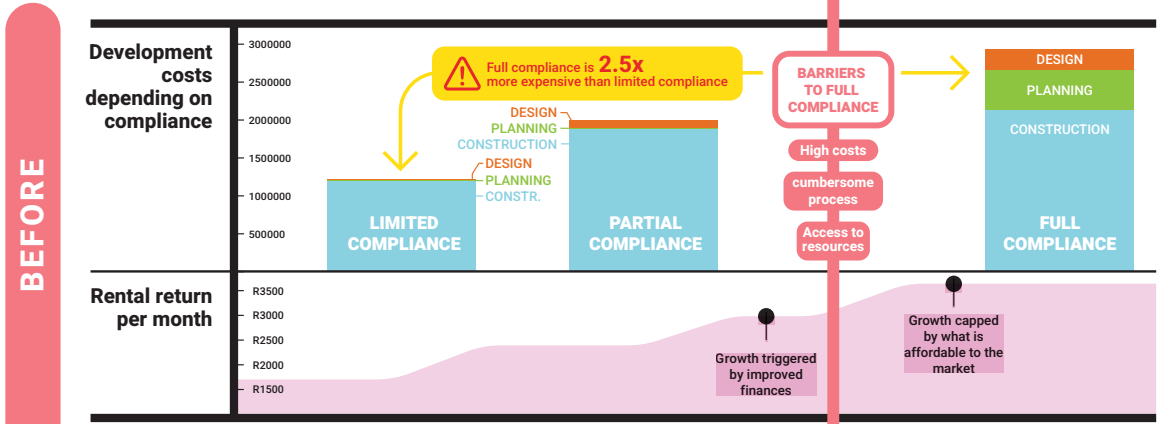 BEFORE
Development
costs
depending on
compliance
3000000
2500000
2000000
1500000
1000000
500000
Full compliance is 2.5x
more expensive than limited compliance
DESIGN
PLANNING
CONSTRUCTION
DESIGN
PLANNING
CONSTR.
LIMITED
COMPLIANCE
PARTIAL
COMPLIANCE
BARRIERS
TO FULL
COMPLIANCE
High costs
cumbersome
process
Access to
resources
DESIGN
PLANNING
CONSTRUCTION
FULL
COMPLIANCE
Rental return
per month
R3500
R3000
R2500
R2000
R1500
Growth triggered
by improved
finances
Growth capped
by what is
affordable to the
market